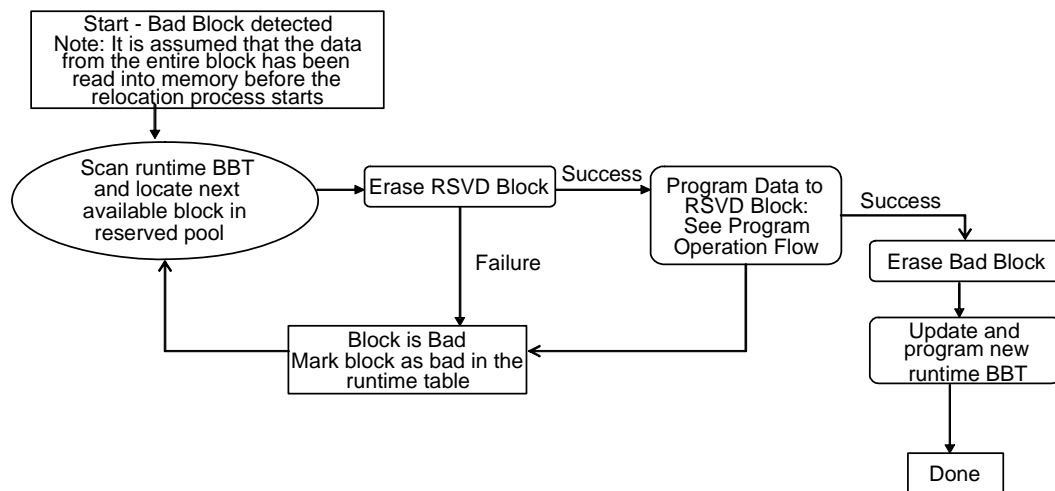 Start - Bad Block detected
Note: It is assumed that the data
from the entire block has been
read into memory before the
relocation process starts
Scan runtime BBT
and locate next
available block in
reserved pool
Erase RSVD Block
Success
Program Data to
RSVD Block:
See Program
Operation Flow
Success
Erase Bad Block
Failure
Block is Bad
Mark block as bad in the
runtime table
Update and
program new
runtime BBT
Done